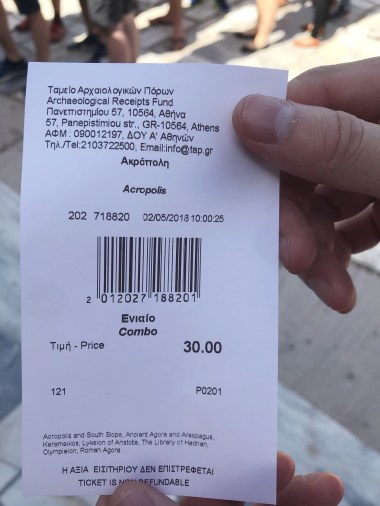 Ταμείο Αρχαιολογικών Πόρων
Archaeological Receipts Fund
Πανεπιστημίου 57, 10564, Αθήνα
57, Panepistimiou str., GR-10564, Athens
ΑΦΜ : 090012197, ΔΟΥ Α' Αθηνών
Τηλ./Tel:2103722500, Email:info@tap.gr
Ακρόπολη
Acropolis
202 718820 02/05/2018 10:00:25
2 012027 188201
Ενιαίο
Combo
Τιμή - Price 30.00
121 P0201
Acropolis and South Slope, Ancient Agora and Areopagus,
Kerameikos, Lykeion of Aristotle, The Library of Hadrian,
Olympieion, Roman Agora
Η ΑΞΙΑ ΕΙΣΙΤΗΡΙΟΥ ΔΕΝ ΕΠΙΣΤΡΕΦΕΤΑΙ
TICKET IS NON REFUNDABLE